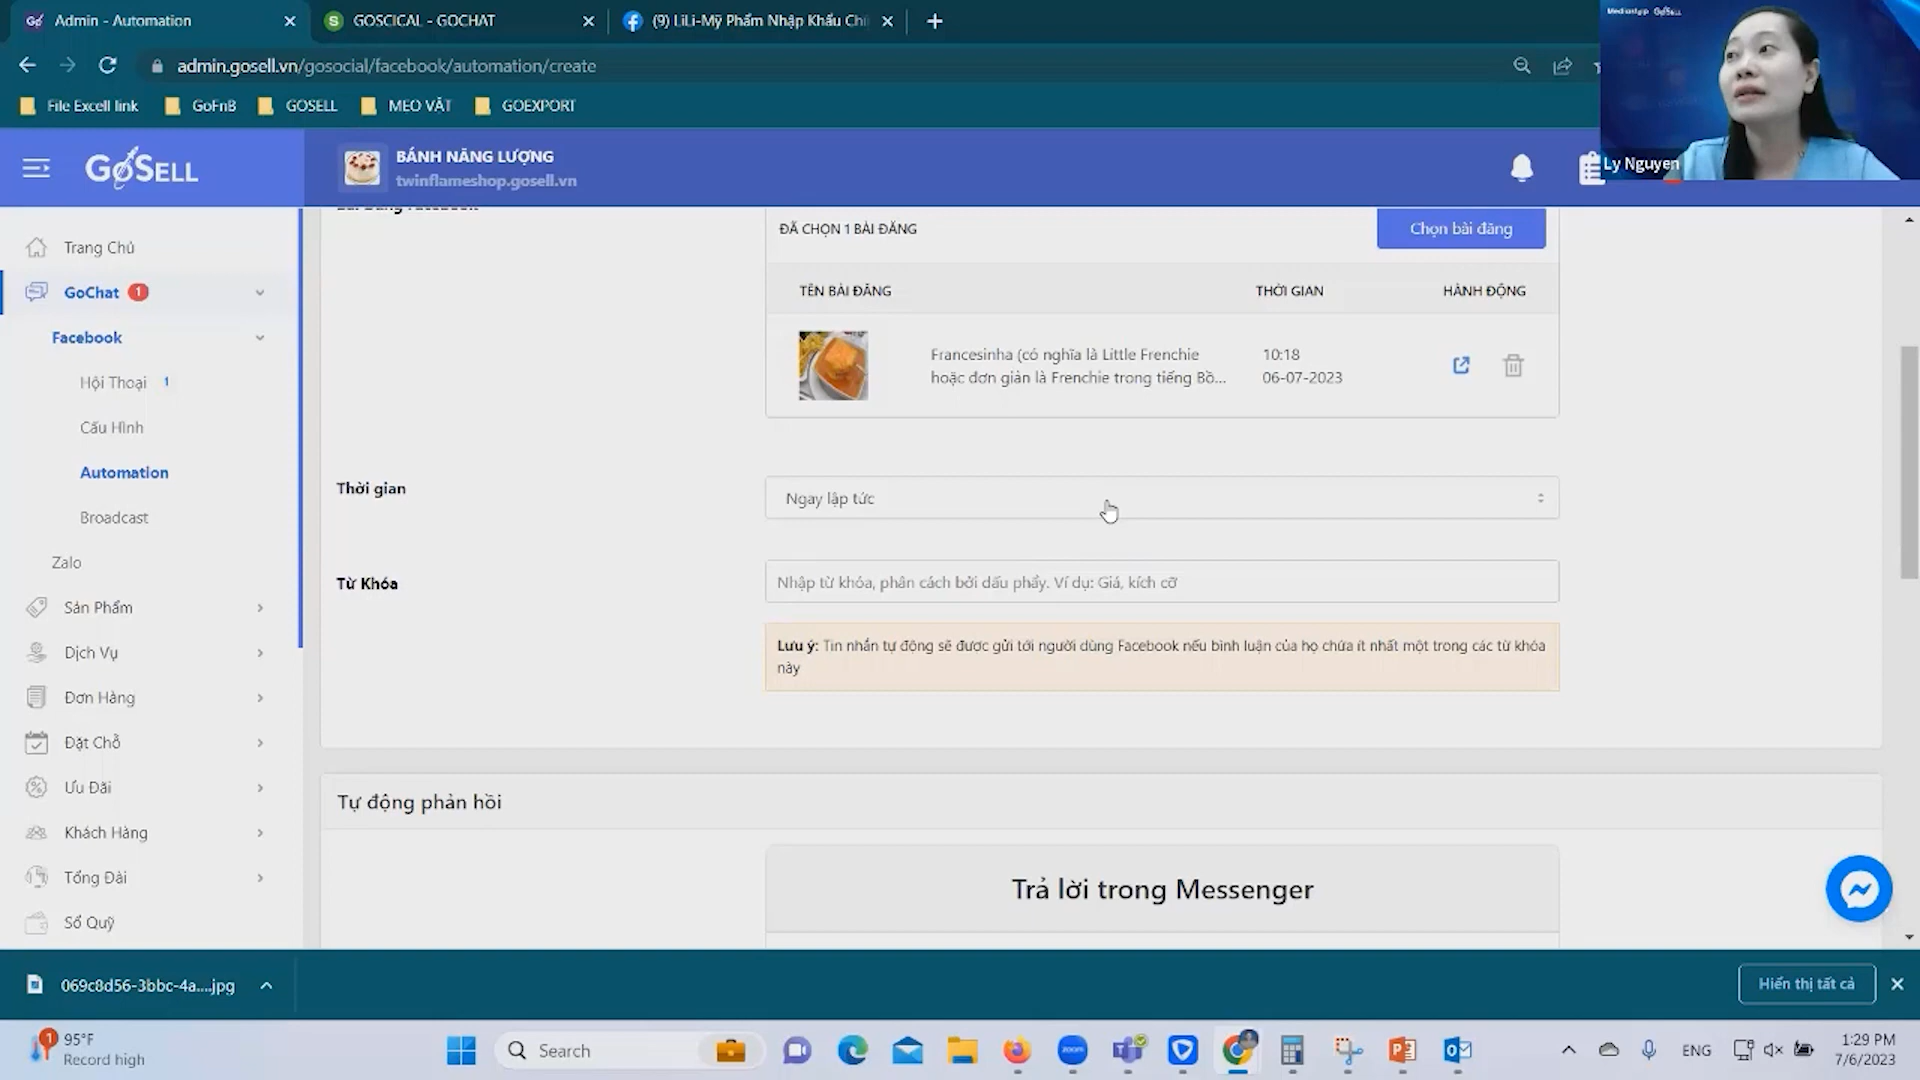 Admin - Automation
GOSCICAL - GOCHAT
(9) LiLi-Mỹ Phẩm Nhập Khẩu Chí
admin.gosell.vn/gosocial/facebook/automation/create
File Excell link
GoFnB
GOSELL
MẸO VẶT
GOEXPORT
Ly Nguyen
GoSELL
BÁNH NĂNG LƯỢNG
twinflameshop.gosell.vn
Trang Chủ
GoChat 1
Facebook
Hội Thoại 1
Cấu Hình
Automation
Broadcast
Zalo
Sản Phẩm
Dịch Vụ
Đơn Hàng
Đặt Chỗ
Ưu Đãi
Khách Hàng
Tổng Đài
Sổ Quỹ
ĐÃ CHỌN 1 BÀI ĐĂNG
Chọn bài đăng
TÊN BÀI ĐĂNG
THỜI GIAN
HÀNH ĐỘNG
Francesinha (có nghĩa là Little Frenchie
hoặc đơn giản là Frenchie trong tiếng Bồ...
10:18
06-07-2023
Thời gian
Ngay lập tức
Từ Khóa
Nhập từ khóa, phân cách bởi dấu phẩy. Ví dụ: Giá, kích cỡ
Lưu ý: Tin nhắn tự động sẽ được gửi tới người dùng Facebook nếu bình luận của họ chứa ít nhất một trong các từ khóa
này
Tự động phản hồi
Trả lời trong Messenger
069c8d56-3bbc-4a....jpg
Hiển thị tất cả
1
95°F
Record high
Search
zoom
ENG
1:29 PM
7/6/2023